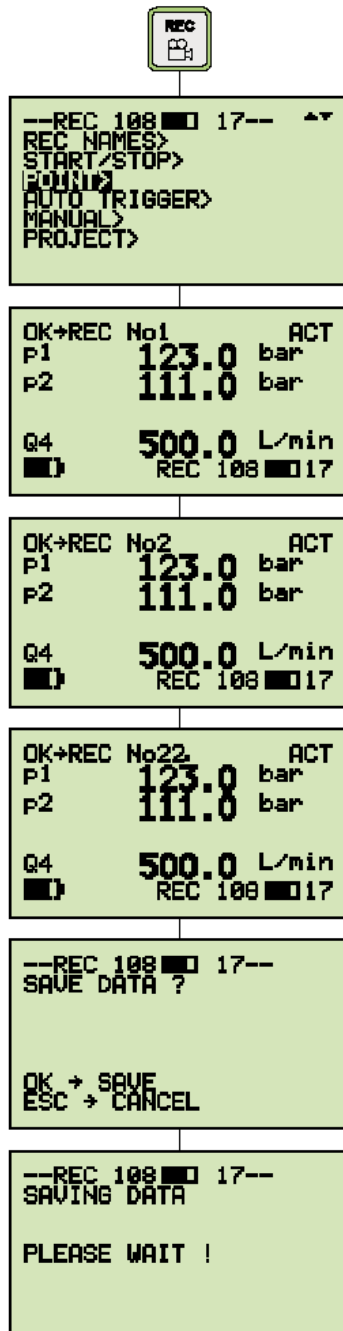 REC
--REC 108 17--
REC NAMES>
START/STOP>
POINT>
AUTO TRIGGER>
MANUAL>
PROJECT>
OK→REC No1 ACT
P1 123.0 bar
P2 111.0 bar
Q4 500.0 L/min
REC 108 17
OK→REC No2 ACT
P1 123.0 bar
P2 111.0 bar
Q4 500.0 L/min
REC 108 17
OK→REC No22 ACT
P1 123.0 bar
P2 111.0 bar
Q4 500.0 L/min
REC 108 17
--REC 108 17--
SAVE DATA ?
OK → SAVE
ESC → CANCEL
--REC 108 17--
SAVING DATA
PLEASE WAIT !